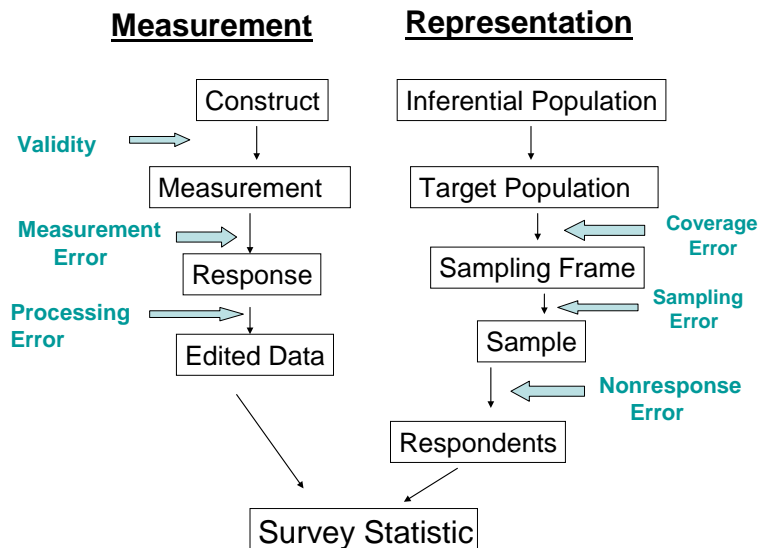 Measurement
Representation
Construct
Inferential Population
Validity
Measurement
Target Population
Measurement
Error
Coverage
Error
Response
Sampling Frame
Processing
Error
Sampling
Error
Edited Data
Sample
Nonresponse
Error
Respondents
Survey Statistic